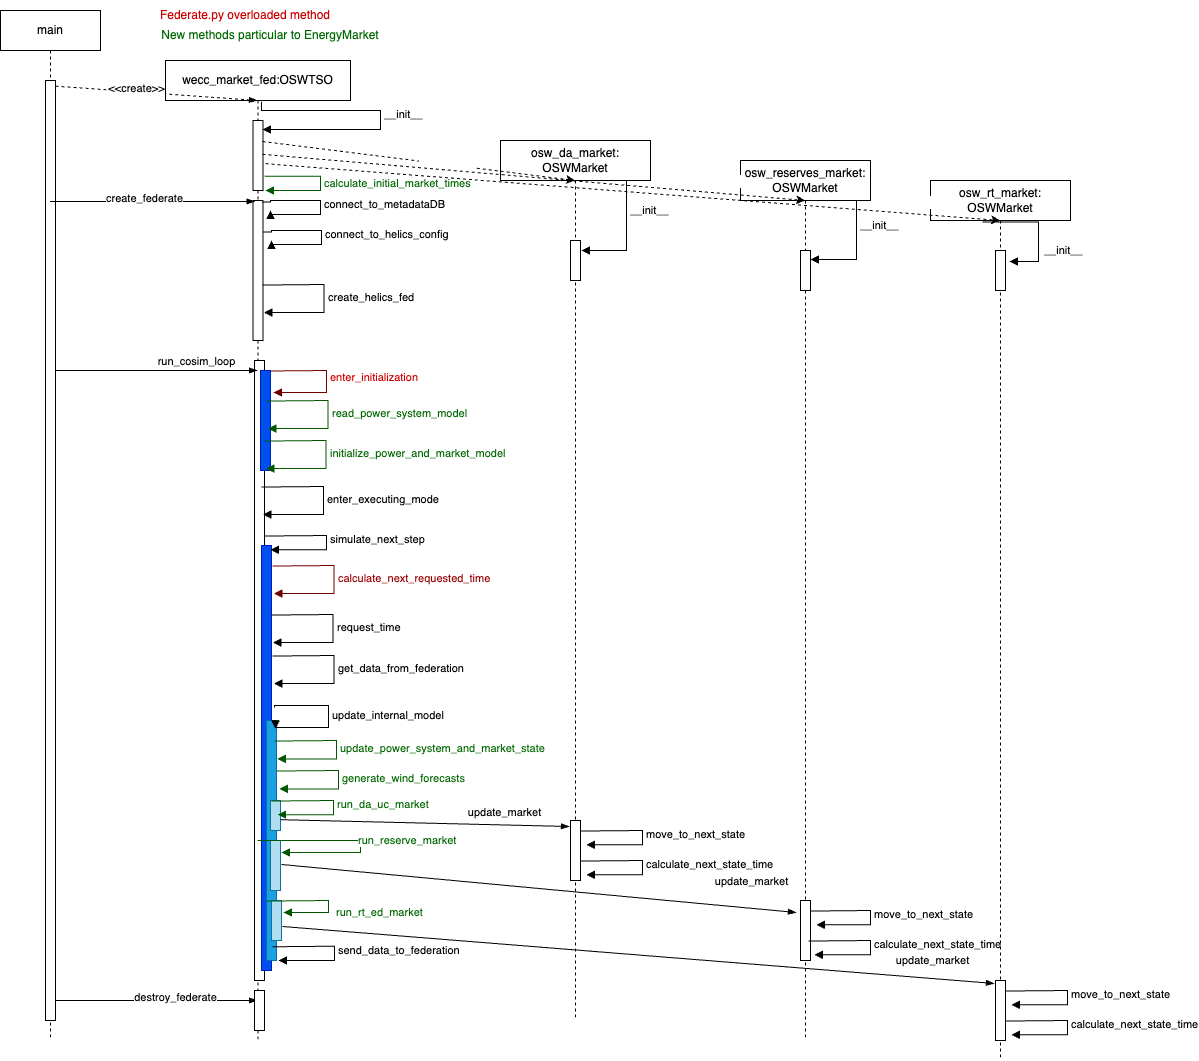 Federate.py overloaded method
New methods particular to EnergyMarket
main
wecc_market_fed:OSWTSO
<<create>>
__init__
osw_da_market:
OSWMarket
osw_reserves_market:
OSWMarket
osw_rt_market:
OSWMarket
calculate_initial_market_times
create_federate
connect_to_metadataDB
__init__
__init__
connect_to_helics_config
__init__
create_helics_fed
run_cosim_loop
enter_initialization
read_power_system_model
initialize_power_and_market_model
enter_executing_mode
simulate_next_step
calculate_next_requested_time
request_time
get_data_from_federation
update_internal_model
update_power_system_and_market_state
generate_wind_forecasts
run_da_uc_market
update_market
move_to_next_state
run_reserve_market
calculate_next_state_time
update_market
run_rt_ed_market
move_to_next_state
calculate_next_state_time
send_data_to_federation
update_market
move_to_next_state
destroy_federate
calculate_next_state_time